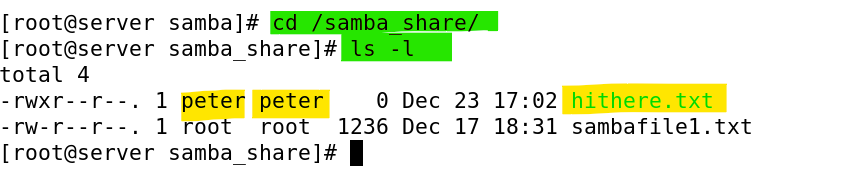 [root@server samba]# cd /samba_share/
[root@server samba_share]# ls -l
total 4
-rwxr--r--. 1 peter peter    0 Dec 23 17:02 hithere.txt
-rw-r--r--. 1 root  root  1236 Dec 17 18:31 sambafile1.txt
[root@server samba_share]#